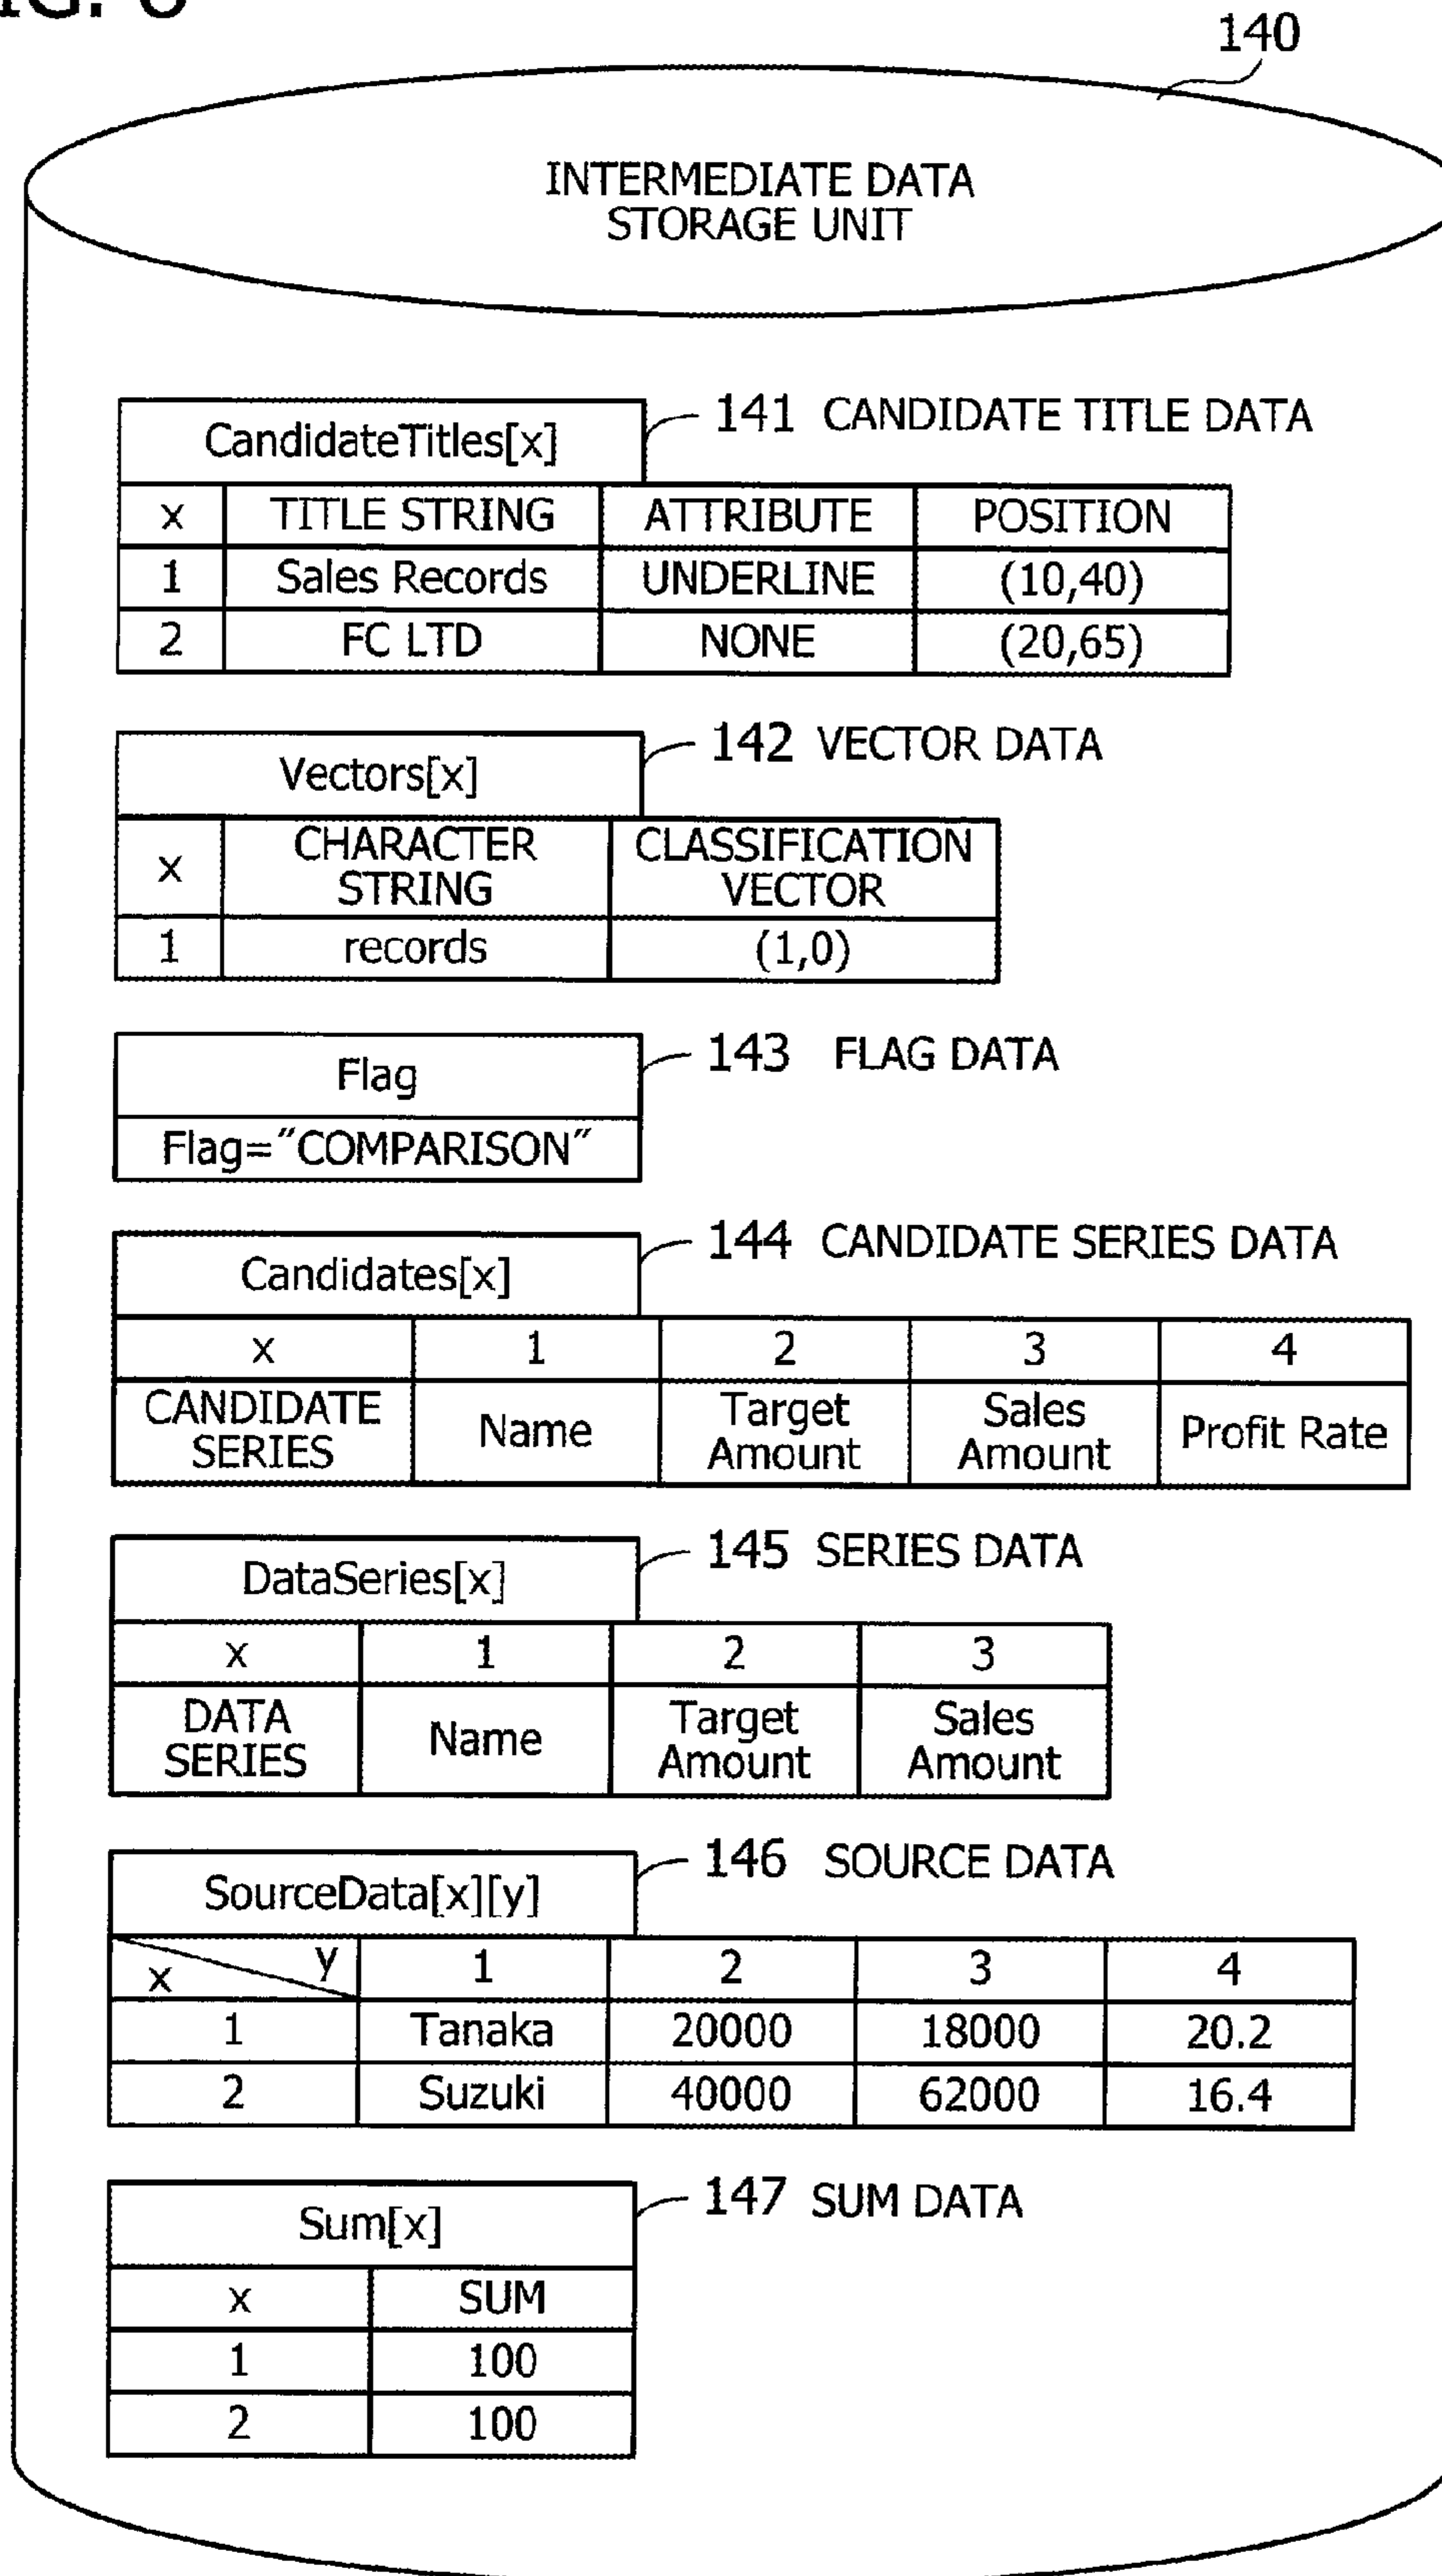 140
INTERMEDIATE DATA
STORAGE UNIT
CandidateTitles[x]
141 CANDIDATE TITLE DATA
x TITLE STRING ATTRIBUTE POSITION
1 Sales Records UNDERLINE (10,40)
2 FC LTD NONE (20,65)
Vectors[x]
142 VECTOR DATA
x CHARACTER STRING CLASSIFICATION VECTOR
1 records (1,0)
Flag
143 FLAG DATA
Flag="COMPARISON"
Candidates[x]
144 CANDIDATE SERIES DATA
x 1 2 3 4
CANDIDATE SERIES Name Target Amount Sales Amount Profit Rate
DataSeries[x]
145 SERIES DATA
x 1 2 3
DATA SERIES Name Target Amount Sales Amount
SourceData[x][y]
146 SOURCE DATA
x y 1 2 3 4
1 Tanaka 20000 18000 20.2
2 Suzuki 40000 62000 16.4
Sum[x]
147 SUM DATA
x SUM
1 100
2 100